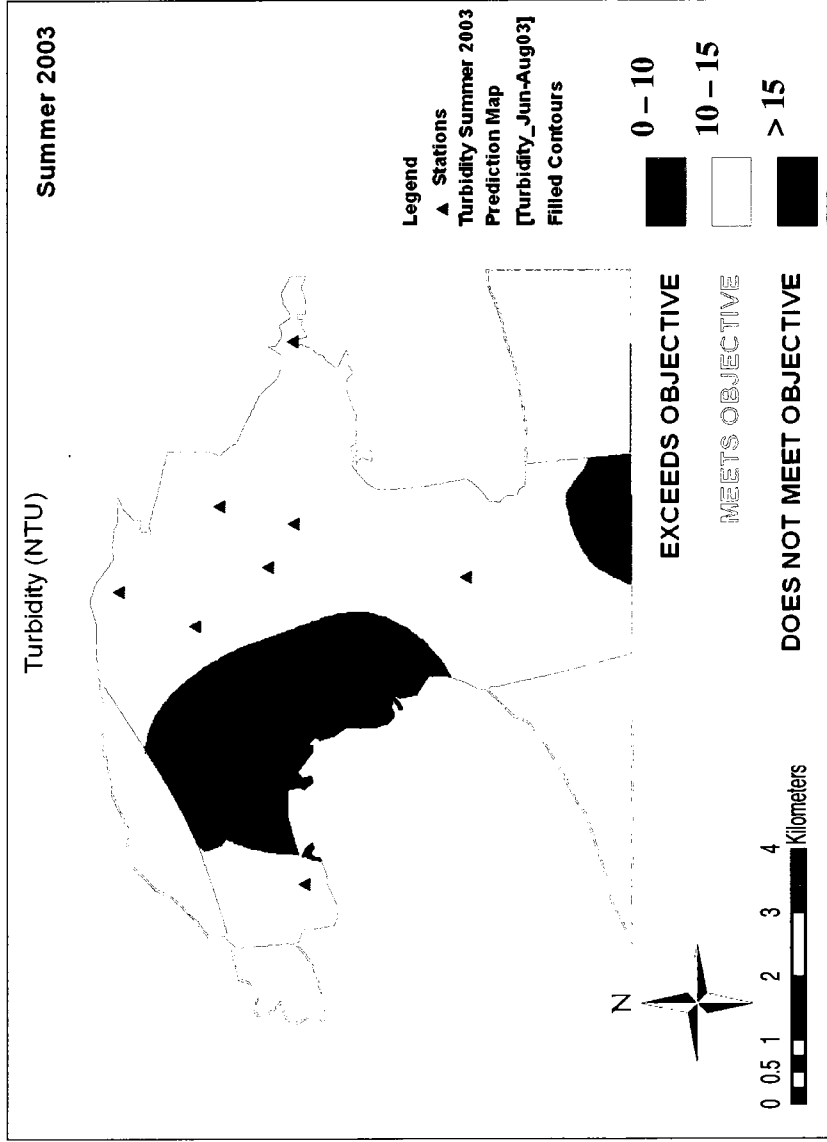 Turbidity (NTU)
Summer 2003
Legend
Stations
Turbidity Summer 2003
Prediction Map
[Turbidity_Jun-Aug03]
Filled Contours
EXCEEDS OBJECTIVE 0 – 10
MEETS OBJECTIVE 10 – 15
DOES NOT MEET OBJECTIVE > 15
N
0 0.5 1 2 3 4
Kilometers